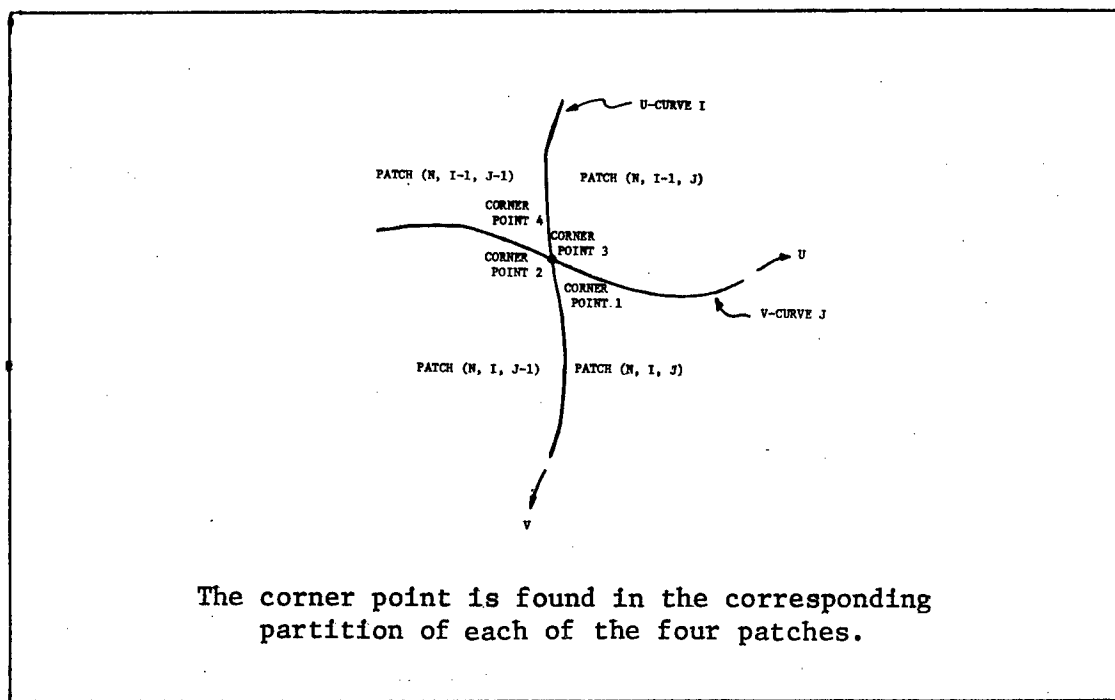 U-CURVE I
PATCH (N, I-1, J-1)
PATCH (N, I-1, J)
CORNER
POINT 4
CORNER
POINT 3
CORNER
POINT 2
U
CORNER
POINT.1
V-CURVE J
PATCH (N, I, J-1)
PATCH (N, I, J)
V
The corner point is found in the corresponding
partition of each of the four patches.